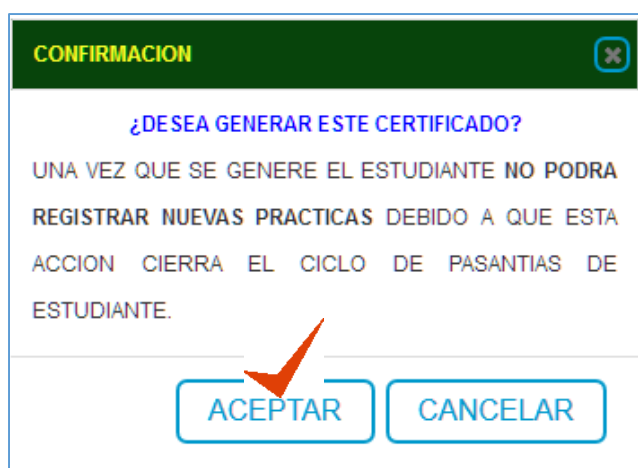 CONFIRMACION
¿DESEA GENERAR ESTE CERTIFICADO?
UNA VEZ QUE SE GENERE EL ESTUDIANTE NO PODRA
REGISTRAR NUEVAS PRACTICAS DEBIDO A QUE ESTA
ACCION CIERRA EL CICLO DE PASANTIAS DE
ESTUDIANTE.
ACEPTAR CANCELAR